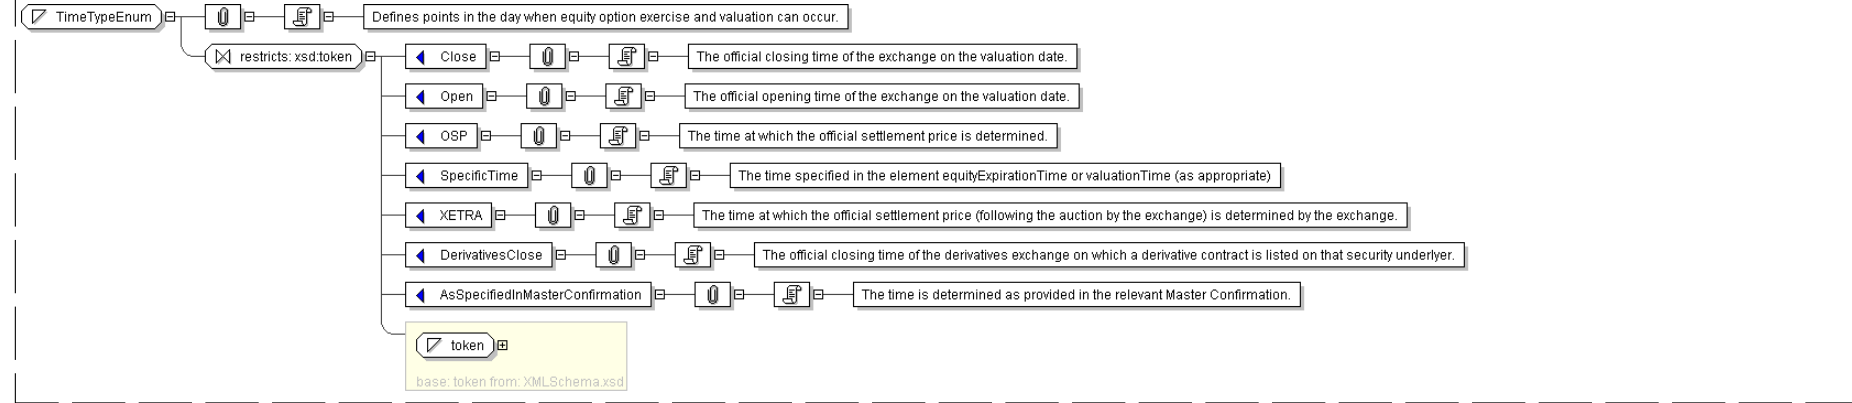 TimeTypeEnum Defines points in the day when equity option exercise and valuation can occur.
restricts: xsd:token Close The official closing time of the exchange on the valuation date.
Open The official opening time of the exchange on the valuation date.
OSP The time at which the official settlement price is determined.
SpecificTime The time specified in the element equityExpirationTime or valuationTime (as appropriate)
XETRA The time at which the official settlement price (following the auction by the exchange) is determined by the exchange.
DerivativesClose The official closing time of the derivatives exchange on which a derivative contract is listed on that security underlyer.
AsSpecifiedInMasterConfirmation The time is determined as provided in the relevant Master Confirmation.
token
base: token from: XMLSchema.xsd